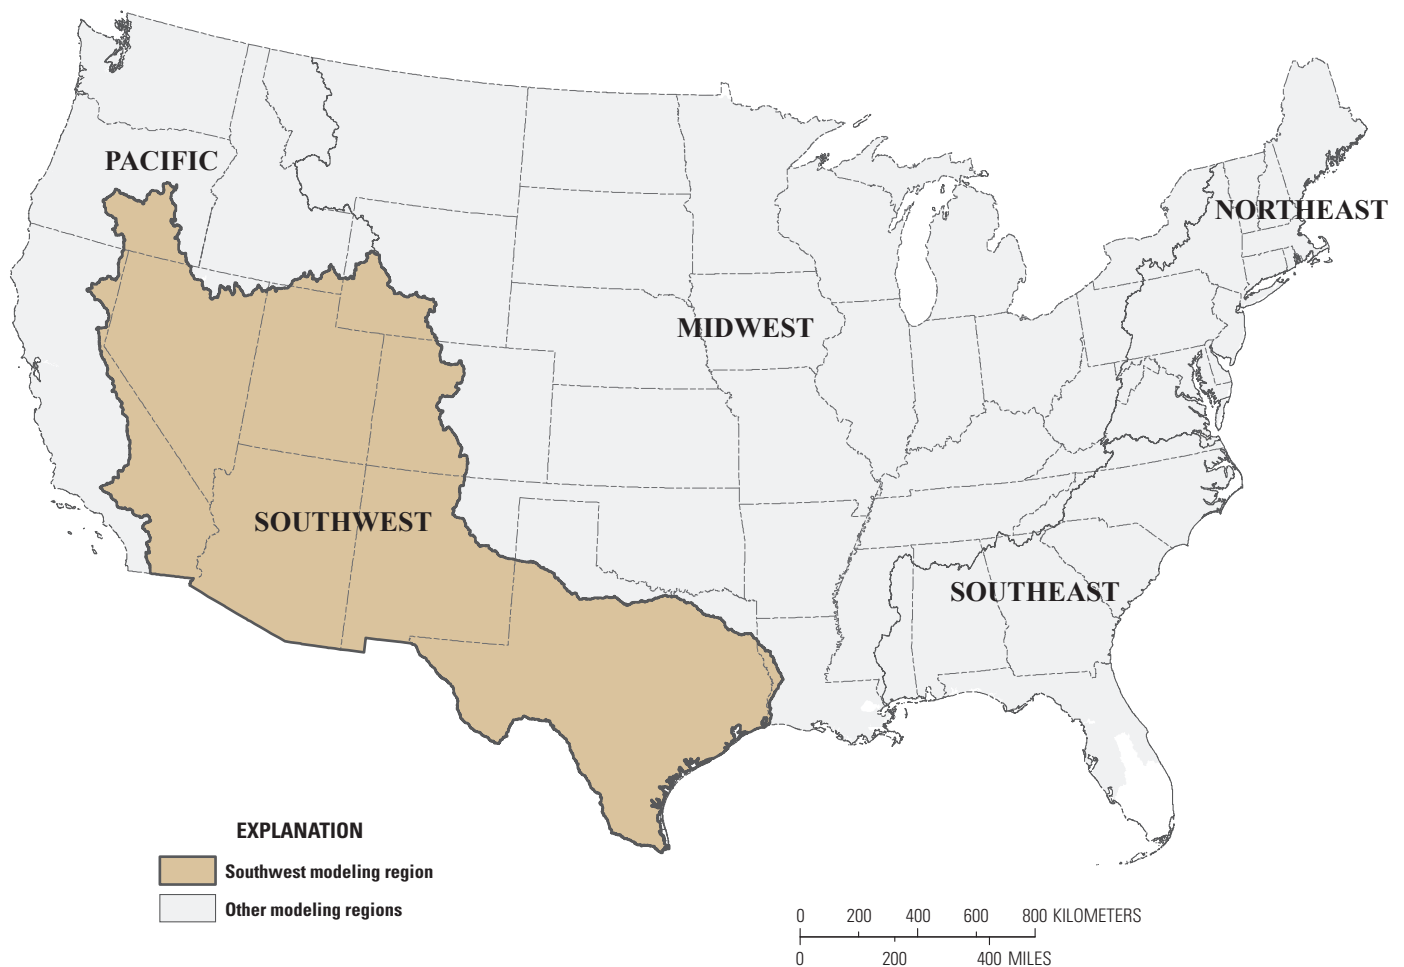 PACIFIC
NORTHEAST
MIDWEST
SOUTHWEST
SOUTHEAST
EXPLANATION
Southwest modeling region
Other modeling regions
0 200 400 600 800 KILOMETERS
0 200 400 MILES